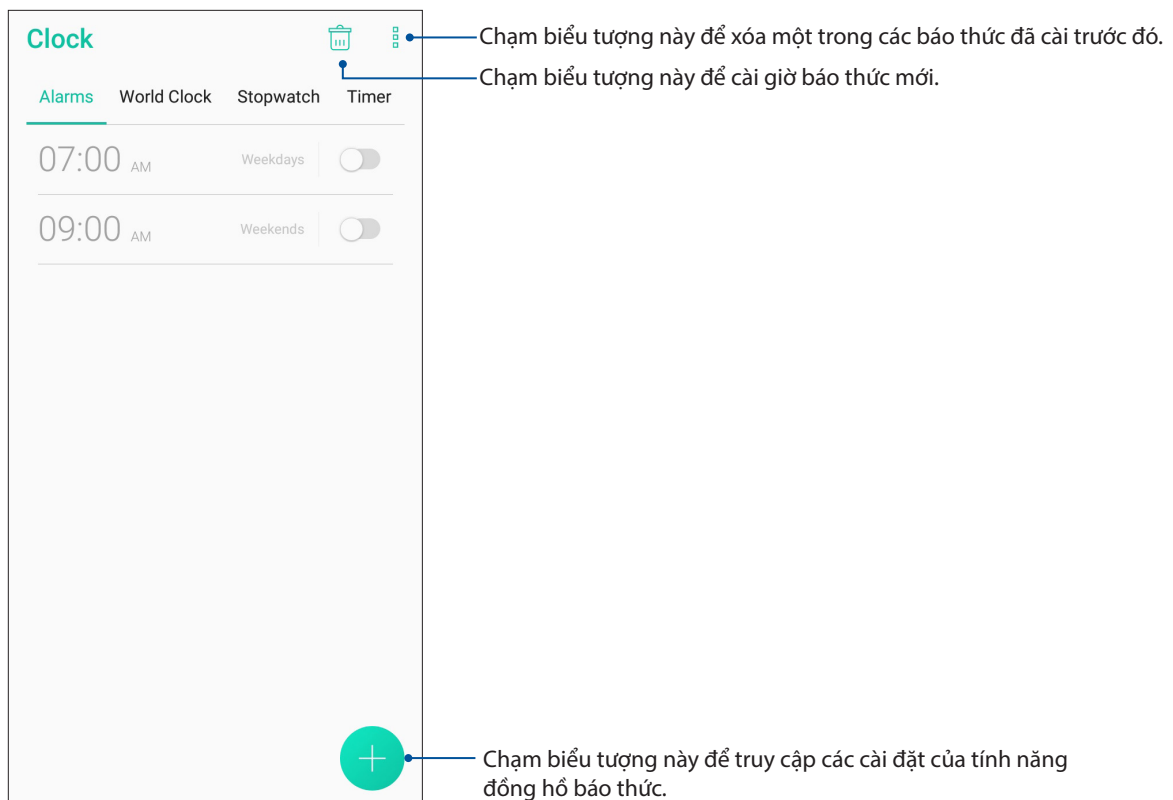 Clock
Chạm biểu tượng này để xóa một trong các báo thức đã cài trước đó.
Chạm biểu tượng này để cài giờ báo thức mới.
Alarms World Clock Stopwatch Timer
07:00 AM Weekdays
09:00 AM Weekends
Chạm biểu tượng này để truy cập các cài đặt của tính năng
đồng hồ báo thức.